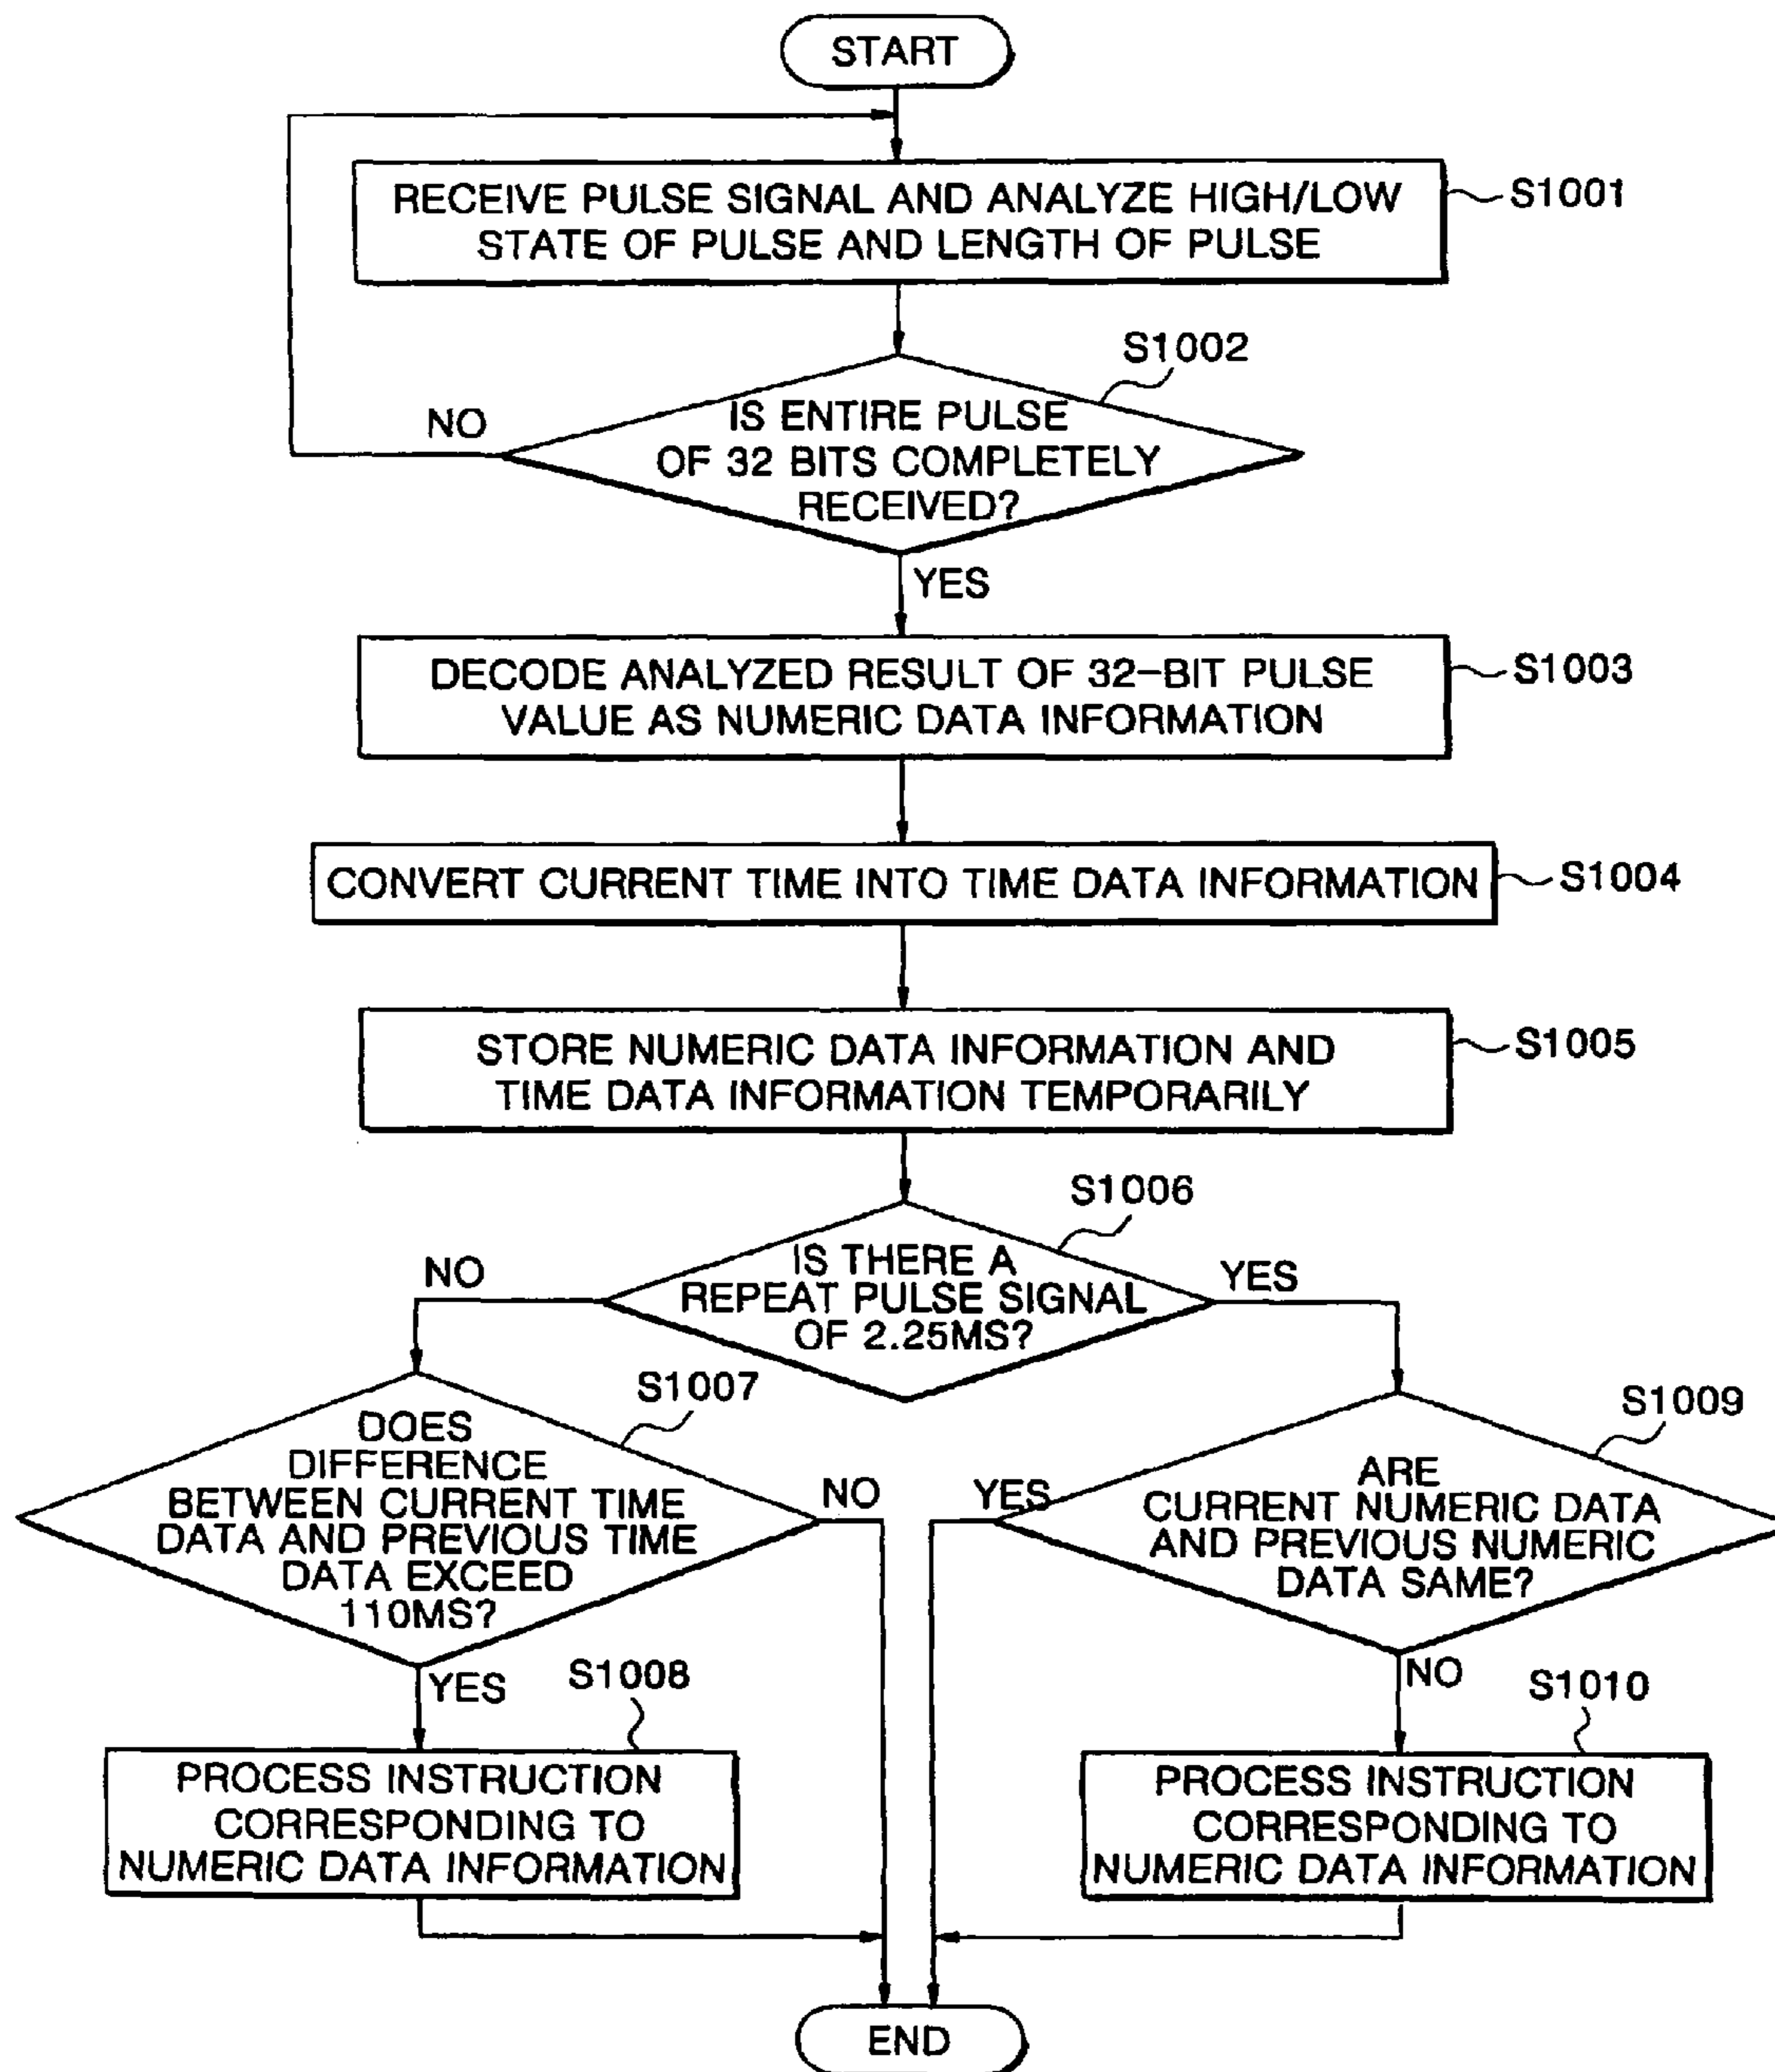 START
RECEIVE PULSE SIGNAL AND ANALYZE HIGH/LOW
STATE OF PULSE AND LENGTH OF PULSE
S1001
S1002
IS ENTIRE PULSE
OF 32 BITS COMPLETELY
RECEIVED?
NO
YES
DECODE ANALYZED RESULT OF 32-BIT PULSE
VALUE AS NUMERIC DATA INFORMATION
S1003
CONVERT CURRENT TIME INTO TIME DATA INFORMATION
S1004
STORE NUMERIC DATA INFORMATION AND
TIME DATA INFORMATION TEMPORARILY
S1005
S1006
IS THERE A
REPEAT PULSE SIGNAL
OF 2.25MS?
NO
YES
S1007
DOES
DIFFERENCE
BETWEEN CURRENT TIME
DATA AND PREVIOUS TIME
DATA EXCEED
110MS?
NO
YES
S1008
PROCESS INSTRUCTION
CORRESPONDING TO
NUMERIC DATA INFORMATION
S1009
ARE
CURRENT NUMERIC DATA
AND PREVIOUS NUMERIC
DATA SAME?
YES
NO
S1010
PROCESS INSTRUCTION
CORRESPONDING TO
NUMERIC DATA INFORMATION
END